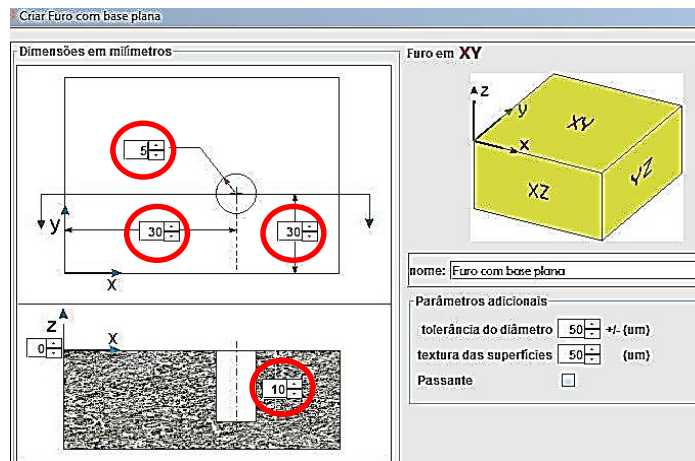 Criar Furo com base plana
Dimensões em milímetros
5
30
30
y
x
z
x
0
10
Furo em XY
z
y
x
XY
XZ
YZ
nome: Furo com base plana
Parâmetros adicionais
tolerância do diâmetro 50 +/- {um}
textura das superfícies 50 {um}
Passante